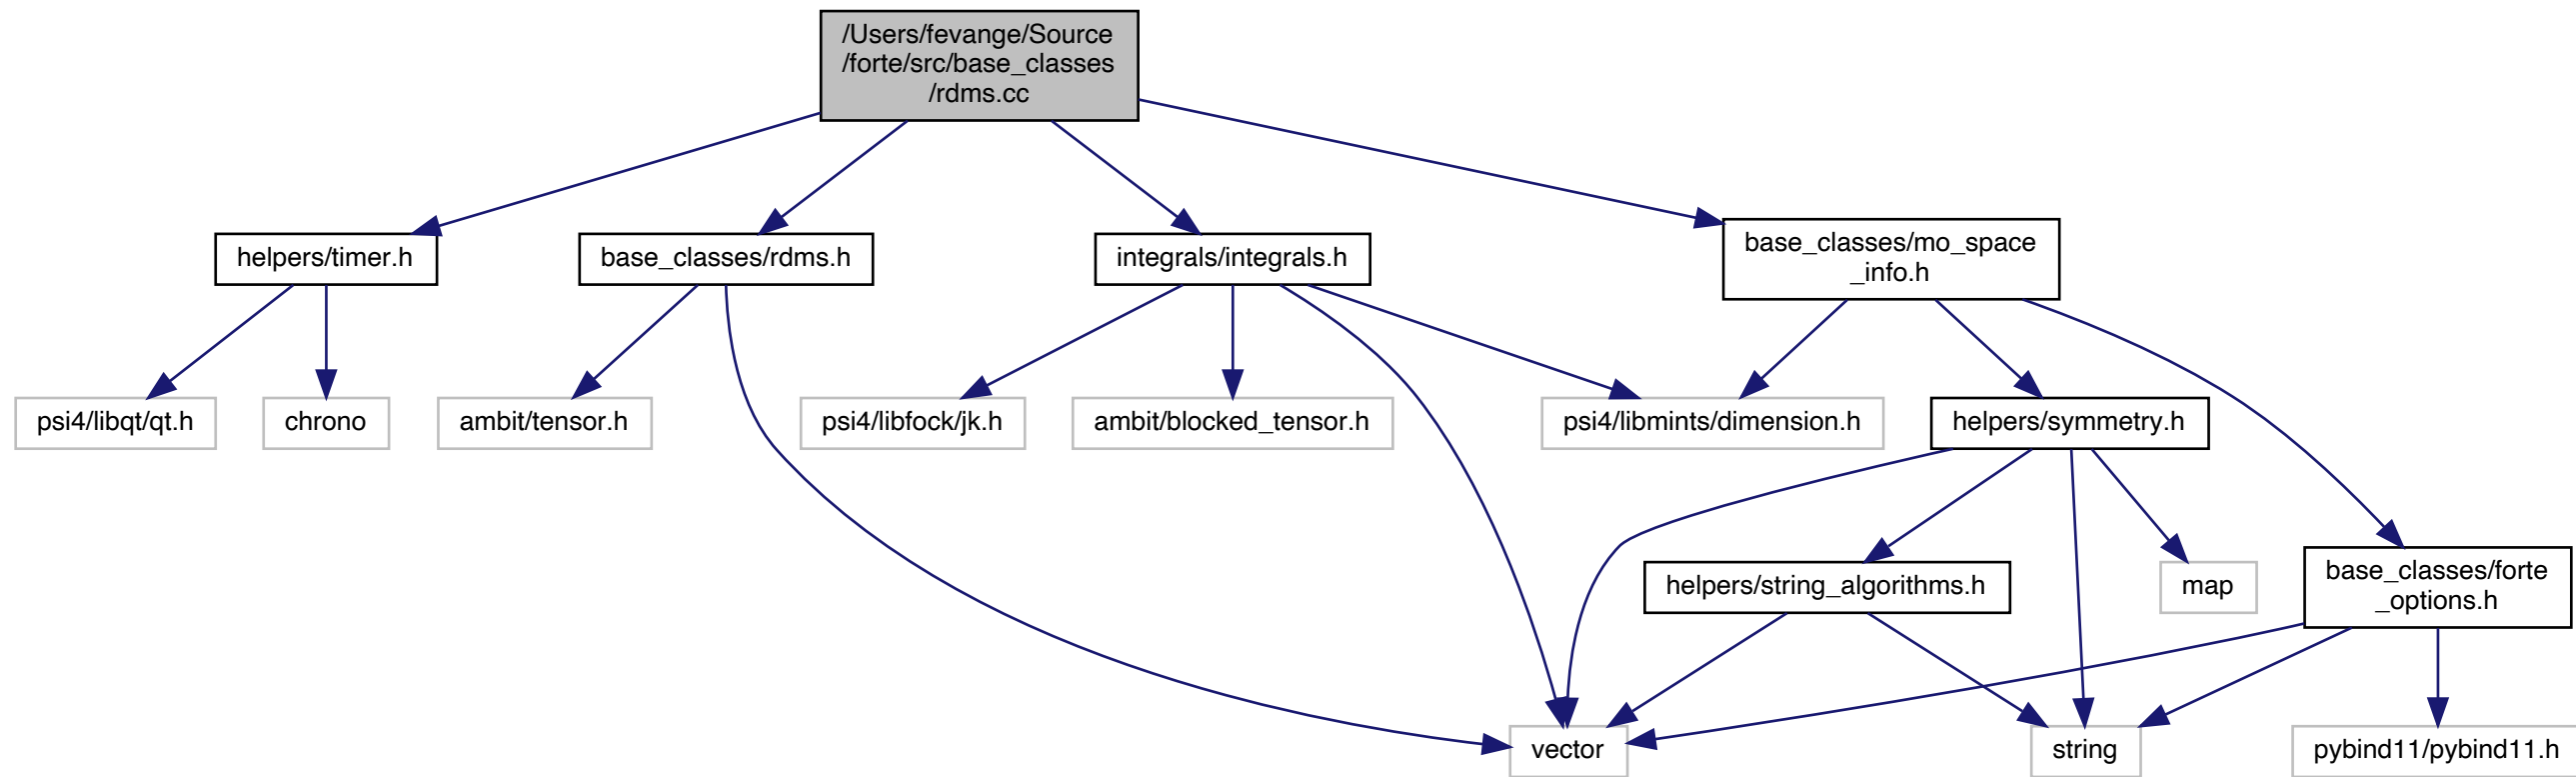 /Users/fevange/Source
/forte/src/base_classes
/rdms.cc
helpers/timer.h
base_classes/rdms.h
integrals/integrals.h
base_classes/mo_space
_info.h
psi4/libqt/qt.h
chrono
ambit/tensor.h
psi4/libfock/jk.h
ambit/blocked_tensor.h
psi4/libmints/dimension.h
helpers/symmetry.h
helpers/string_algorithms.h
map
base_classes/forte
_options.h
vector
string
pybind11/pybind11.h